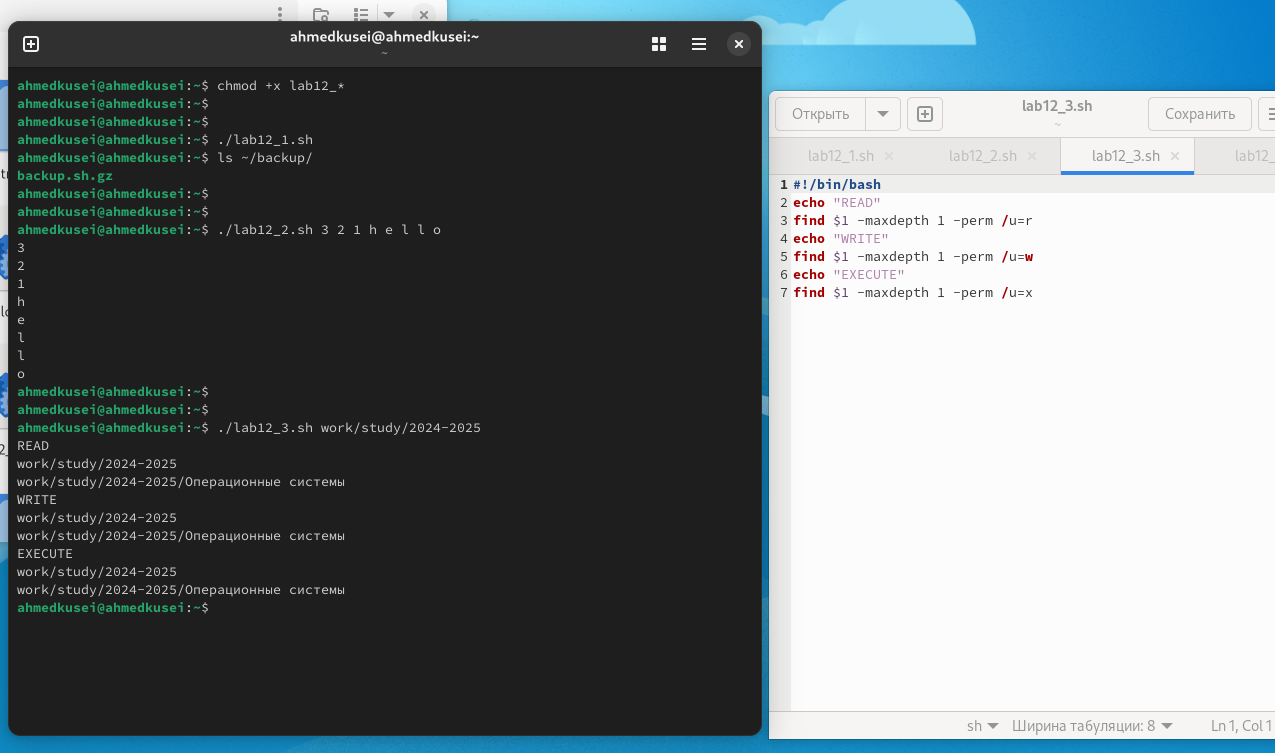 ahmedkusei@ahmedkusei:~
~
ahmedkusei@ahmedkusei:~$ chmod +x lab12_*
ahmedkusei@ahmedkusei:~$
ahmedkusei@ahmedkusei:~$
ahmedkusei@ahmedkusei:~$ ./lab12_1.sh
ahmedkusei@ahmedkusei:~$ ls ~/backup/
backup.sh.gz
ahmedkusei@ahmedkusei:~$
ahmedkusei@ahmedkusei:~$
ahmedkusei@ahmedkusei:~$ ./lab12_2.sh 3 2 1 h e l l o
3
2
1
h
e
l
l
o
ahmedkusei@ahmedkusei:~$
ahmedkusei@ahmedkusei:~$
ahmedkusei@ahmedkusei:~$ ./lab12_3.sh work/study/2024-2025
READ
work/study/2024-2025
work/study/2024-2025/Операционные системы
WRITE
work/study/2024-2025
work/study/2024-2025/Операционные системы
EXECUTE
work/study/2024-2025
work/study/2024-2025/Операционные системы
ahmedkusei@ahmedkusei:~$
Открыть
lab12_3.sh
~
Сохранить
lab12_1.sh
lab12_2.sh
lab12_3.sh
lab12_
1 #!/bin/bash
2 echo "READ"
3 find $1 -maxdepth 1 -perm /u=r
4 echo "WRITE"
5 find $1 -maxdepth 1 -perm /u=w
6 echo "EXECUTE"
7 find $1 -maxdepth 1 -perm /u=x
sh
Ширина табуляции: 8
Ln 1, Col 1